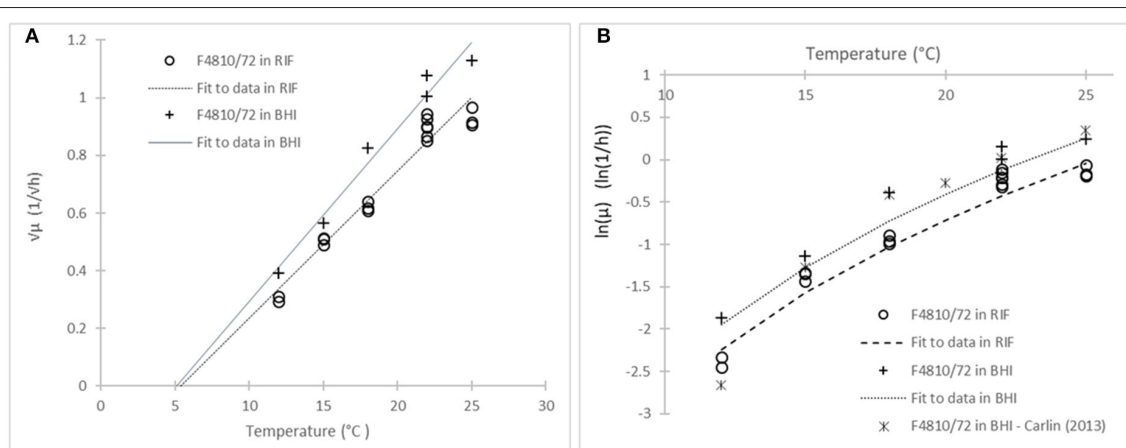 A
1.2
1
0.8
0.6
0.4
0.2
0
0 5 10 15 20 25 30
√μ (1/√h)
Temperature (°C )
F4810/72 in RIF
Fit to data in RIF
F4810/72 in BHI
Fit to data in BHI
B
Temperature (°C)
10 15 20 25
1
0.5
0
-0.5
-1
-1.5
-2
-2.5
-3
ln(μ) (ln(1/h))
F4810/72 in RIF
Fit to data in RIF
F4810/72 in BHI
Fit to data in BHI
F4810/72 in BHI - Carlin (2013)